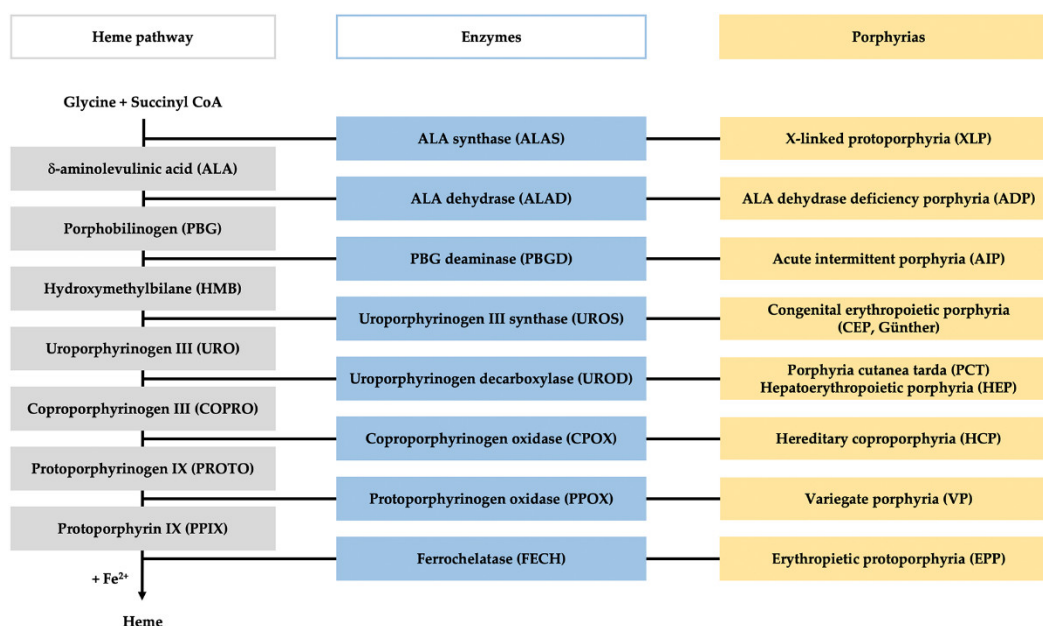 Heme pathway
Enzymes
Porphyrias
Glycine + Succinyl CoA
ALA synthase (ALAS)
X-linked protoporphyria (XLP)
δ-aminolevulinic acid (ALA)
ALA dehydrase (ALAD)
ALA dehydrase deficiency porphyria (ADP)
Porphobilinogen (PBG)
PBG deaminase (PBGD)
Acute intermittent porphyria (AIP)
Hydroxymethylbilane (HMB)
Uroporphyrinogen III synthase (UROS)
Congenital erythropoietic porphyria
(CEP, Günther)
Uroporphyrinogen III (URO)
Uroporphyrinogen decarboxylase (UROD)
Porphyria cutanea tarda (PCT)
Hepatoerythropoietic porphyria (HEP)
Coproporphyrinogen III (COPRO)
Coproporphyrinogen oxidase (CPOX)
Hereditary coproporphyria (HCP)
Protoporphyrinogen IX (PROTO)
Protoporphyrinogen oxidase (PPOX)
Variegate porphyria (VP)
Protoporphyrin IX (PPIX)
Ferrochelatase (FECH)
Erythropietic protoporphyria (EPP)
+ Fe²⁺
Heme